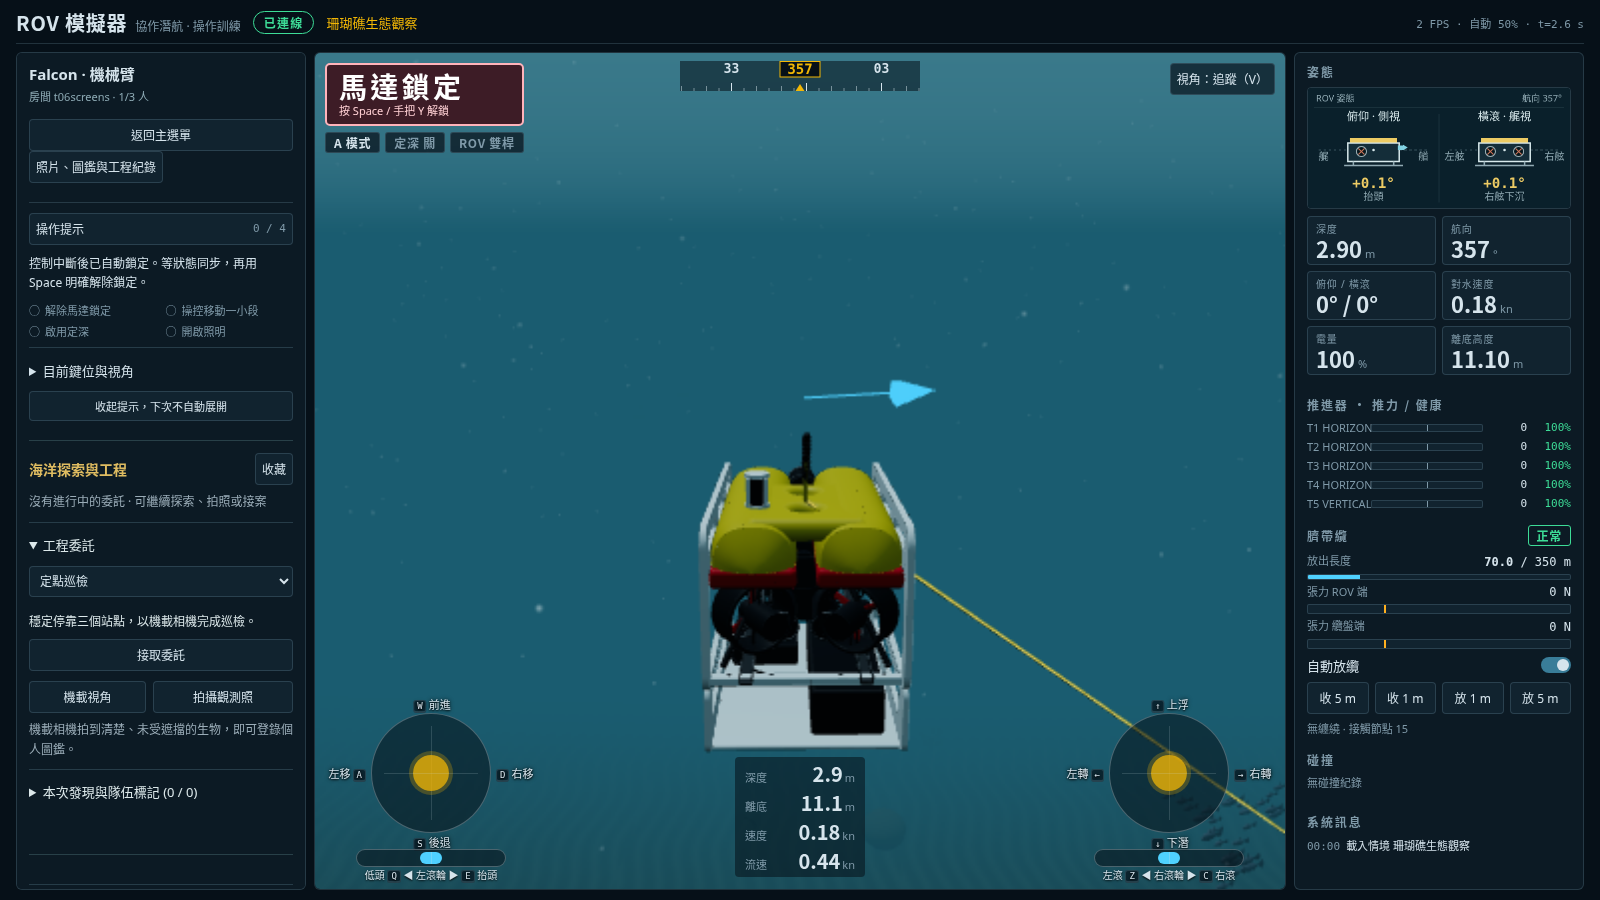 ROV 模擬器 協作潛航 · 操作訓練 已連線 珊瑚礁生態觀察
2 FPS · 自動 50% · t=2.6 s
Falcon · 機械臂
房間 t06screens · 1/3 人
返回主選單
照片、圖鑑與工程紀錄
操作提示 0 / 4
控制中斷後已自動鎖定。等狀態同步，再用
Space 明確解除鎖定。
解除馬達鎖定 操控移動一小段
啟用定深 開啟照明
▶ 目前鍵位與視角
收起提示，下次不自動展開
海洋探索與工程 收藏
沒有進行中的委託 · 可繼續探索、拍照或接案
▼ 工程委託
定點巡檢
穩定停靠三個站點，以機載相機完成巡檢。
接取委託
機載視角 拍攝觀測照
機載相機拍到清楚、未受遮擋的生物，即可登錄個
人圖鑑。
▶ 本次發現與隊伍標記 (0 / 0)
馬達鎖定
按 Space / 手把 Y 解鎖
A 模式 定深 關 ROV 雙桿
33 357 03
視角：追蹤（V）
W 前進
左移 A D 右移
S 後退
低頭 Q ◀ 左滾輪 ▶ E 抬頭
深度 2.9 m
離底 11.1 m
速度 0.18 kn
流速 0.44 kn
↑ 上浮
左轉 ← → 右轉
↓ 下潛
左滾 Z ◀ 右滾輪 ▶ C 右滾
姿態
ROV 姿態 航向 357°
俯仰 · 側視 橫滾 · 艉視
艉 艏 左舷 右舷
+0.1° +0.1°
抬頭 右舷下沉
深度 航向
2.90 m 357 °
俯仰 / 橫滾 對水速度
0° / 0° 0.18 kn
電量 離底高度
100 % 11.10 m
推進器 · 推力 / 健康
T1 HORIZON 0 100%
T2 HORIZON 0 100%
T3 HORIZON 0 100%
T4 HORIZON 0 100%
T5 VERTICAL 0 100%
臍帶纜 正常
放出長度 70.0 / 350 m
張力 ROV 端 0 N
張力 纜盤端 0 N
自動放纜
收 5 m 收 1 m 放 1 m 放 5 m
無纏繞 · 接觸節點 15
碰撞
無碰撞紀錄
系統訊息
00:00 載入情境 珊瑚礁生態觀察